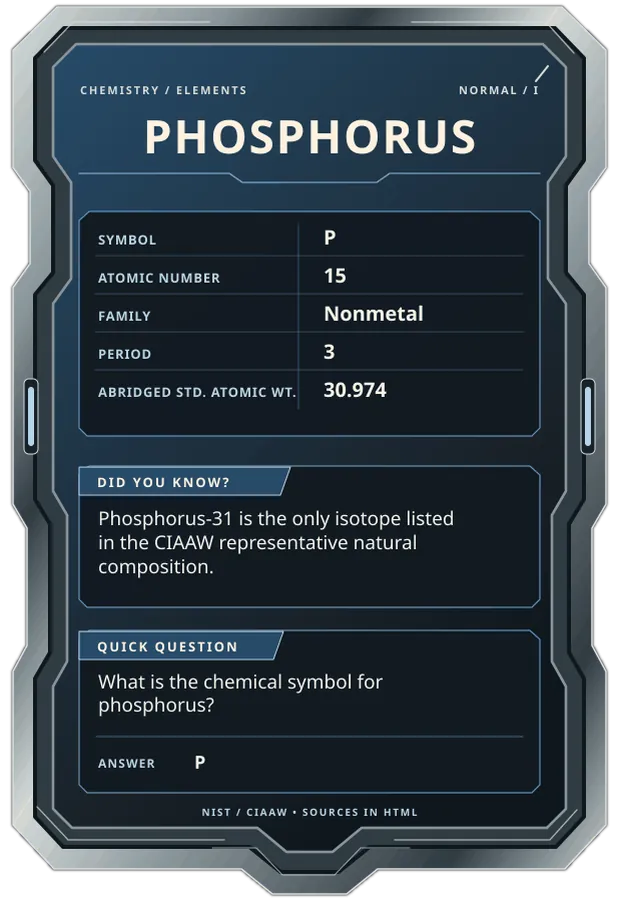 CHEMISTRY / ELEMENTS
NORMAL / I
PHOSPHORUS
SYMBOL P
ATOMIC NUMBER 15
FAMILY Nonmetal
PERIOD 3
ABRIDGED STD. ATOMIC WT. 30.974
DID YOU KNOW?
Phosphorus-31 is the only isotope listed
in the CIAAW representative natural
composition.
QUICK QUESTION
What is the chemical symbol for
phosphorus?
ANSWER P
NIST / CIAAW • SOURCES IN HTML